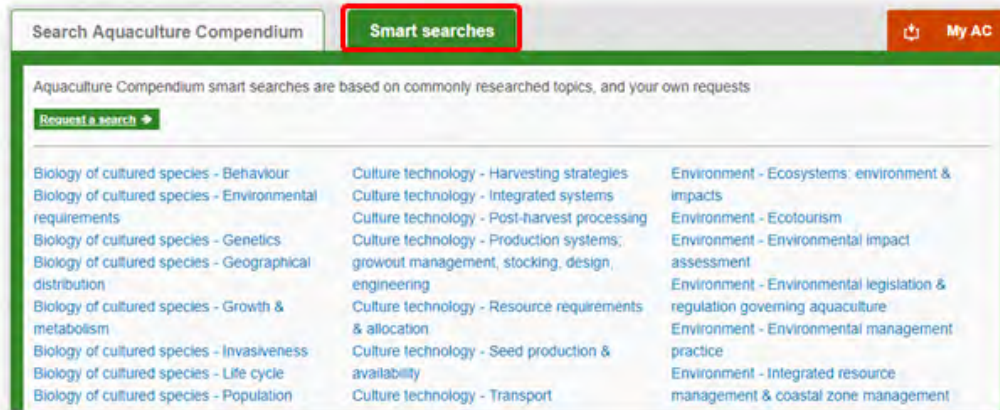 Search Aquaculture Compendium
Smart searches
My AC
Aquaculture Compendium smart searches are based on commonly researched topics, and your own requests
Request a search
Biology of cultured species - Behaviour
Biology of cultured species - Environmental
requirements
Biology of cultured species - Genetics
Biology of cultured species - Geographical
distribution
Biology of cultured species - Growth &
metabolism
Biology of cultured species - Invasiveness
Biology of cultured species - Life cycle
Biology of cultured species - Population
Culture technology - Harvesting strategies
Culture technology - Integrated systems
Culture technology - Post-harvest processing
Culture technology - Production systems;
growout management, stocking, design,
engineering
Culture technology - Resource requirements
& allocation
Culture technology - Seed production &
availability
Culture technology - Transport
Environment - Ecosystems: environment &
impacts
Environment - Ecotourism
Environment - Environmental impact
assessment
Environment - Environmental legislation &
regulation governing aquaculture
Environment - Environmental management
practice
Environment - Integrated resource
management & coastal zone management